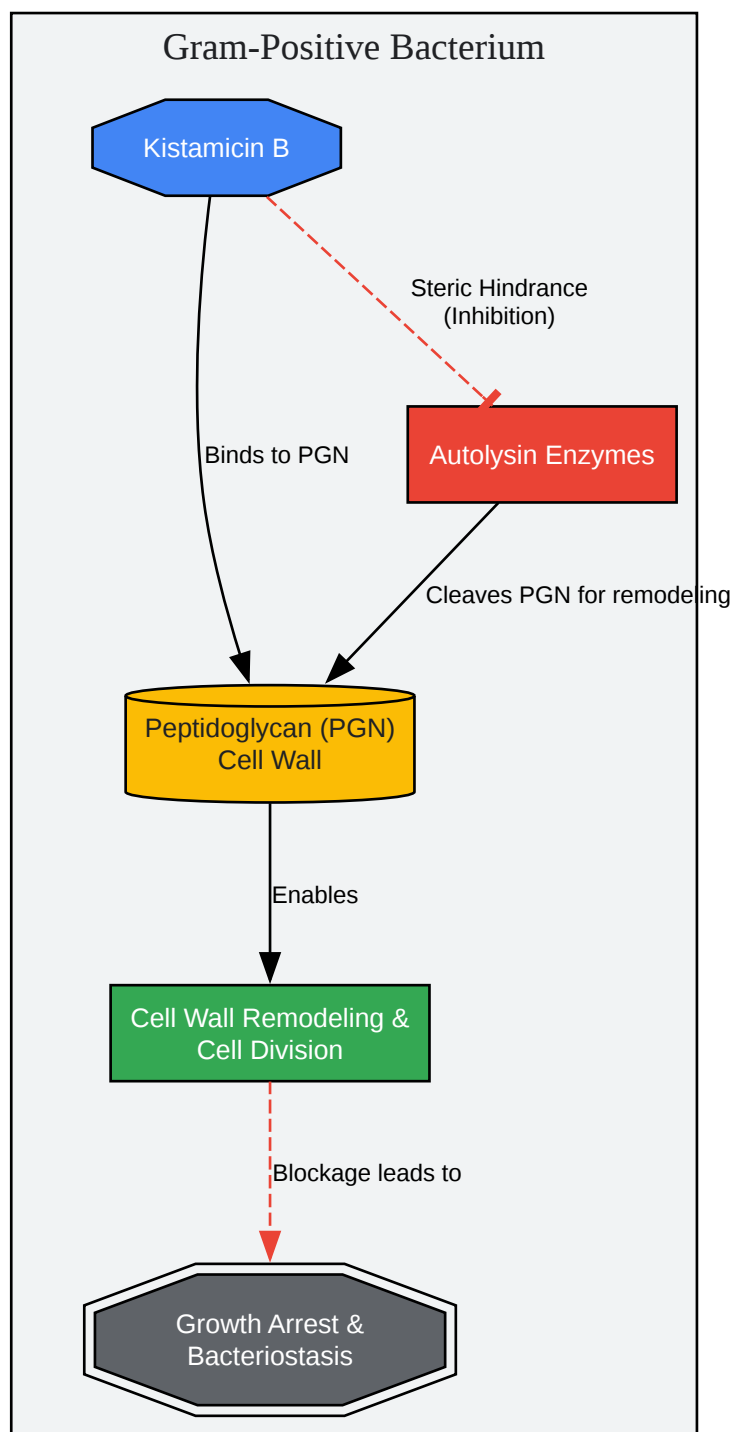 Gram-Positive Bacterium
Kistamicin B
Steric Hindrance
(Inhibition)
Binds to PGN
Autolysin Enzymes
Cleaves PGN for remodeling
Peptidoglycan (PGN)
Cell Wall
Enables
Cell Wall Remodeling &
Cell Division
Blockage leads to
Growth Arrest &
Bacteriostasis